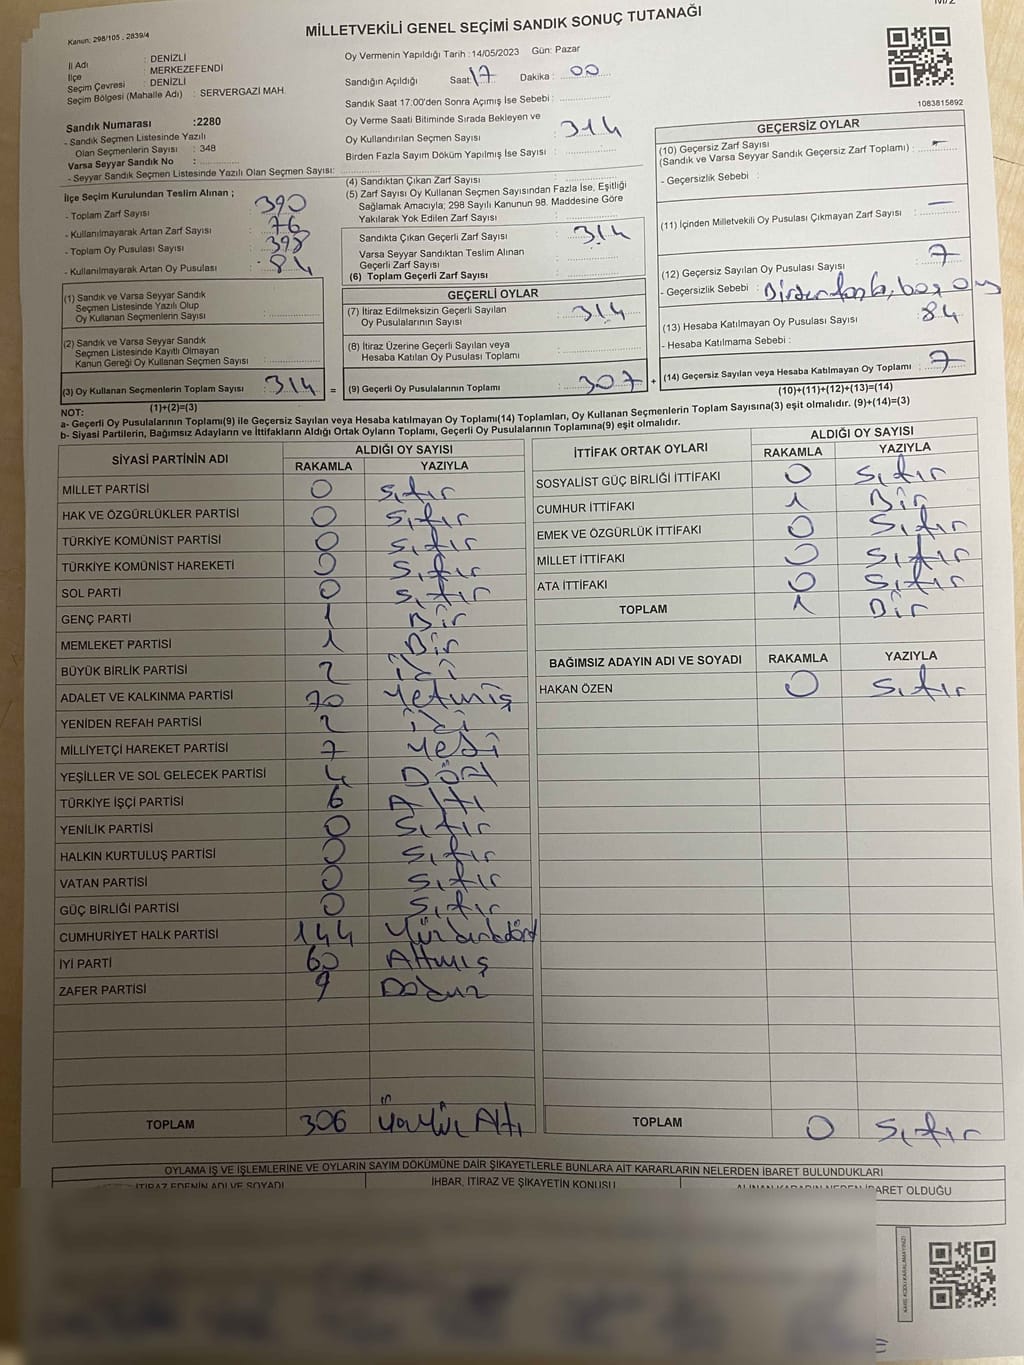 M/2
Kanun, 298/105 ; 2839/4
MİLLETVEKİLİ GENEL SEÇİMİ SANDIK SONUÇ TUTANAĞI
İl Adı : DENİZLİ
İlçe : MERKEZEFENDİ
Seçim Çevresi : DENİZLİ
Seçim Bölgesi (Mahalle Adı) : SERVERGAZİ MAH.
Sandık Numarası :2280
- Sandık Seçmen Listesinde Yazılı
Olan Seçmenlerin Sayısı : 348
Varsa Seyyar Sandık No :
- Seyyar Sandık Seçmen Listesinde Yazılı Olan Seçmen Sayısı:
Oy Vermenin Yapıldığı Tarih :14/05/2023 Gün: Pazar
Sandığın Açıldığı Saat: 17 Dakika : 00
Sandık Saat 17:00'den Sonra Açımış İse Sebebi :
Oy Verme Saati Bitiminde Sırada Bekleyen ve
Oy Kullandırılan Seçmen Sayısı : 314
Birden Fazla Sayım Döküm Yapılmış İse Sayısı :
1083815692
İlçe Seçim Kurulundan Teslim Alınan ;
- Toplam Zarf Sayısı : 390
- Kullanılmayarak Artan Zarf Sayısı : 76
- Toplam Oy Pusulası Sayısı : 398
- Kullanılmayarak Artan Oy Pusulası : 84
(1) Sandık ve Varsa Seyyar Sandık
Seçmen Listesinde Yazılı Olup
Oy Kullanan Seçmenlerin Sayısı :
(2) Sandık ve Varsa Seyyar Sandık
Seçmen Listesinde Kayıtlı Olmayan
Kanun Gereği Oy Kullanan Seçmen Sayısı :
(3) Oy Kullanan Seçmenlerin Toplam Sayısı 314 =
(1)+(2)=(3)
(4) Sandıktan Çıkan Zarf Sayısı :
(5) Zarf Sayısı Oy Kullanan Seçmen Sayısından Fazla İse, Eşitliği
Sağlamak Amacıyla; 298 Sayılı Kanunun 98. Maddesine Göre
Yakılarak Yok Edilen Zarf Sayısı :
Sandıkta Çıkan Geçerli Zarf Sayısı : 314
Varsa Seyyar Sandıktan Teslim Alınan
Geçerli Zarf Sayısı :
(6) Toplam Geçerli Zarf Sayısı :
GEÇERLİ OYLAR
(7) İtiraz Edilmeksizin Geçerli Sayılan
Oy Pusulalarının Sayısı : 314
(8) İtiraz Üzerine Geçerli Sayılan veya
Hesaba Katılan Oy Pusulası Toplamı :
(9) Geçerli Oy Pusulalarının Toplamı : 307 +
GEÇERSİZ OYLAR
(10) Geçersiz Zarf Sayısı
(Sandık ve Varsa Seyyar Sandık Geçersiz Zarf Toplamı) : -
- Geçersizlik Sebebi :
(11) İçinden Milletvekili Oy Pusulası Çıkmayan Zarf Sayısı : -
(12) Geçersiz Sayılan Oy Pusulası Sayısı : 7
- Geçersizlik Sebebi : Birden fazla, boş oy
(13) Hesaba Katılmayan Oy Pusulası Sayısı : 84
- Hesaba Katılmama Sebebi :
(14) Geçersiz Sayılan veya Hesaba Katılmayan Oy Toplamı : 7
(10)+(11)+(12)+(13)=(14)
NOT:
a- Geçerli Oy Pusulalarının Toplamı(9) ile Geçersiz Sayılan veya Hesaba katılmayan Oy Toplamı(14) Toplamları, Oy Kullanan Seçmenlerin Toplam Sayısına(3) eşit olmalıdır. (9)+(14)=(3)
b- Siyasi Partilerin, Bağımsız Adayların ve İttifakların Aldığı Ortak Oyların Toplamı, Geçerli Oy Pusulalarının Toplamına(9) eşit olmalıdır.
SİYASİ PARTİNİN ADI ALDIĞI OY SAYISI
RAKAMLA YAZIYLA
MİLLET PARTİSİ 0 sıfır
HAK VE ÖZGÜRLÜKLER PARTİSİ 0 sıfır
TÜRKİYE KOMÜNİST PARTİSİ 0 sıfır
TÜRKİYE KOMÜNİST HAREKETİ 0 sıfır
SOL PARTİ 0 sıfır
GENÇ PARTİ 1 Bir
MEMLEKET PARTİSİ 1 Bir
BÜYÜK BİRLİK PARTİSİ 2 iki
ADALET VE KALKINMA PARTİSİ 70 Yetmiş
YENİDEN REFAH PARTİSİ 2 iki
MİLLİYETÇİ HAREKET PARTİSİ 7 Yedi
YEŞİLLER VE SOL GELECEK PARTİSİ 4 Dört
TÜRKİYE İŞÇİ PARTİSİ 6 Altı
YENİLİK PARTİSİ 0 sıfır
HALKIN KURTULUŞ PARTİSİ 0 sıfır
VATAN PARTİSİ 0 sıfır
GÜÇ BİRLİĞİ PARTİSİ 0 sıfır
CUMHURİYET HALK PARTİSİ 144 Yüzkırkdört
İYİ PARTİ 60 Altmış
ZAFER PARTİSİ 9 Dokuz
TOPLAM 306 üçYüz Altı
İTTİFAK ORTAK OYLARI ALDIĞI OY SAYISI
RAKAMLA YAZIYLA
SOSYALİST GÜÇ BİRLİĞİ İTTİFAKI 0 sıfır
CUMHUR İTTİFAKI 1 Bir
EMEK VE ÖZGÜRLÜK İTTİFAKI 0 sıfır
MİLLET İTTİFAKI 0 sıfır
ATA İTTİFAKI 0 sıfır
TOPLAM 1 Bir
BAĞIMSIZ ADAYIN ADI VE SOYADI RAKAMLA YAZIYLA
HAKAN ÖZEN 0 sıfır
TOPLAM 0 sıfır
OYLAMA İŞ VE İŞLEMLERİNE VE OYLARIN SAYIM DÖKÜMÜNE DAİR ŞİKAYETLERLE BUNLARA AİT KARARLARIN NELERDEN İBARET BULUNDUKLARI
İTİRAZ EDENİN ADI VE SOYADI İHBAR, İTİRAZ VE ŞİKAYETİN KONUSU ALINAN KARARIN NEDEN İBARET OLDUĞU